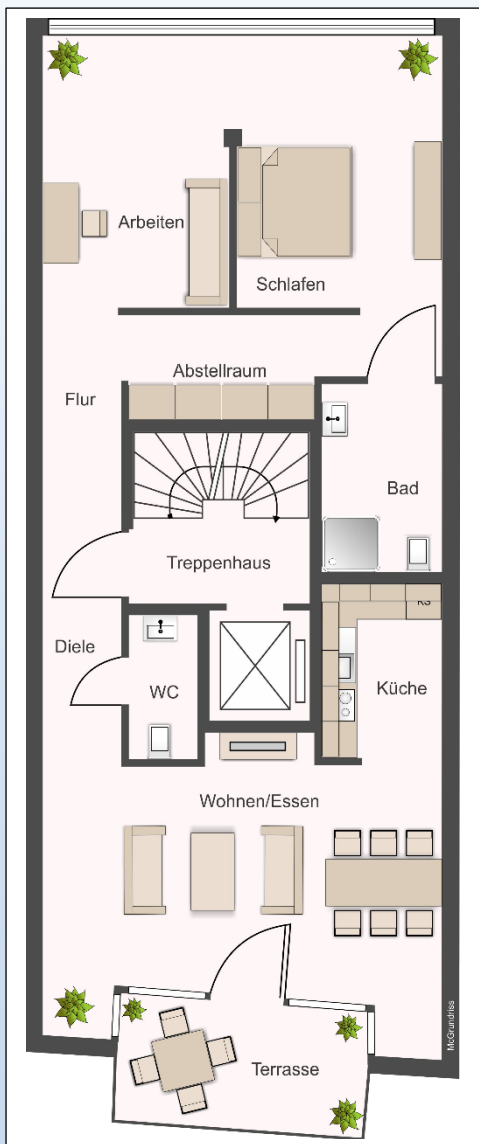 Arbeiten
Schlafen
Abstellraum
Flur
Bad
Treppenhaus
Diele
WC
Küche
Wohnen/Essen
Terrasse
McGrundriss